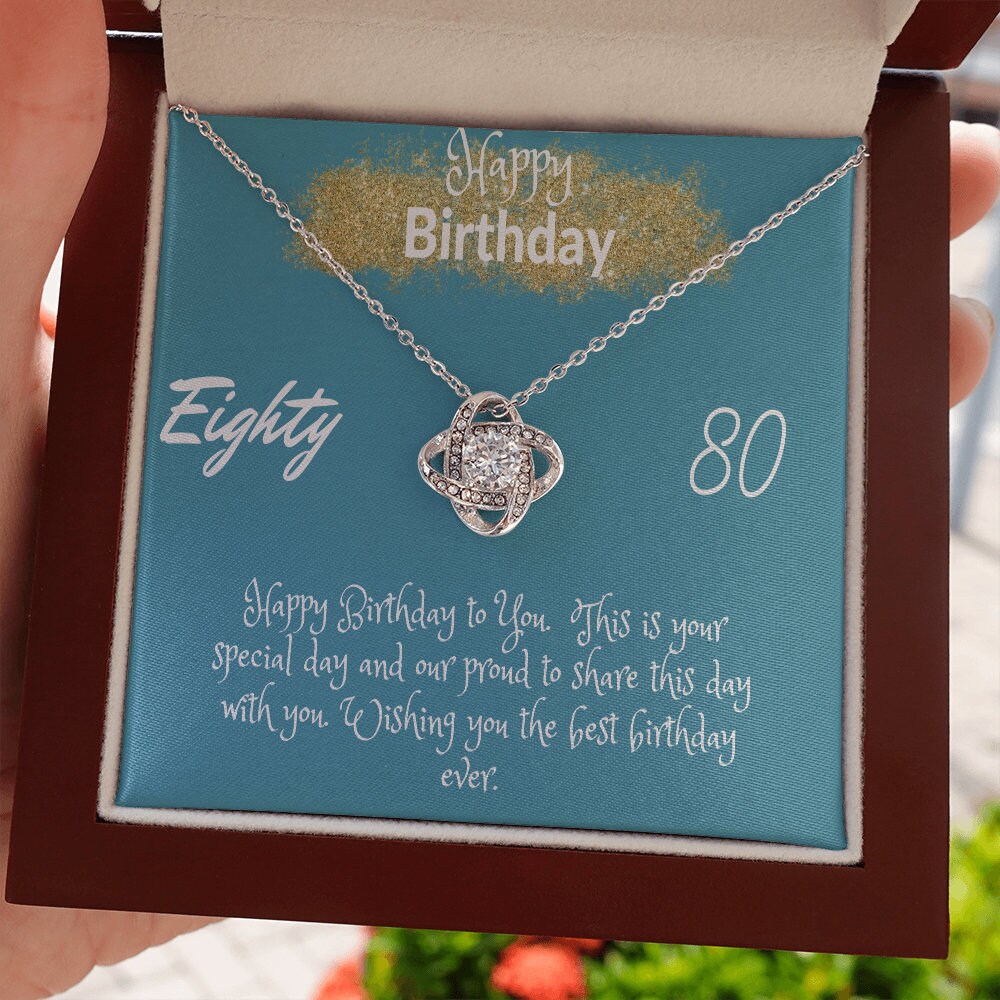 Happy
Birthday
Eighty
80
Happy Birthday to You. This is your
special day and our proud to share this day
with you. Wishing you the best birthday
ever.